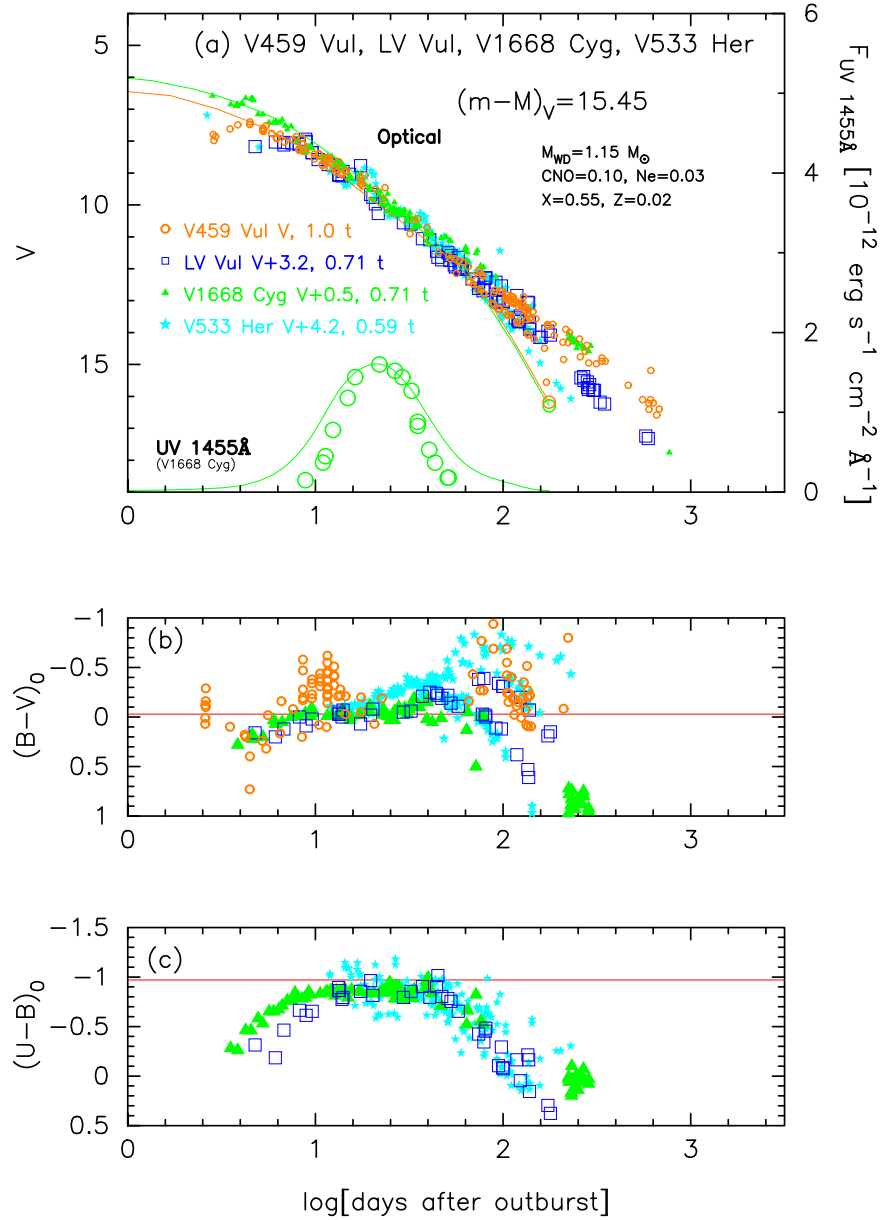 (a) V459 Vul, LV Vul, V1668 Cyg, V533 Her
(m−M)V=15.45
Optical
MWD=1.15 M⊙
CNO=0.10, Ne=0.03
X=0.55, Z=0.02
V459 Vul V, 1.0 t
LV Vul V+3.2, 0.71 t
V1668 Cyg V+0.5, 0.71 t
V533 Her V+4.2, 0.59 t
UV 1455Å
(V1668 Cyg)
V
5
10
15
FUV 1455Å [10−12 erg s−1 cm−2 Å−1]
6
4
2
0
0 1 2 3
(b)
(B−V)0
−1
−0.5
0
0.5
1
0 1 2 3
(c)
(U−B)0
−1.5
−1
−0.5
0
0.5
0 1 2 3
log[days after outburst]